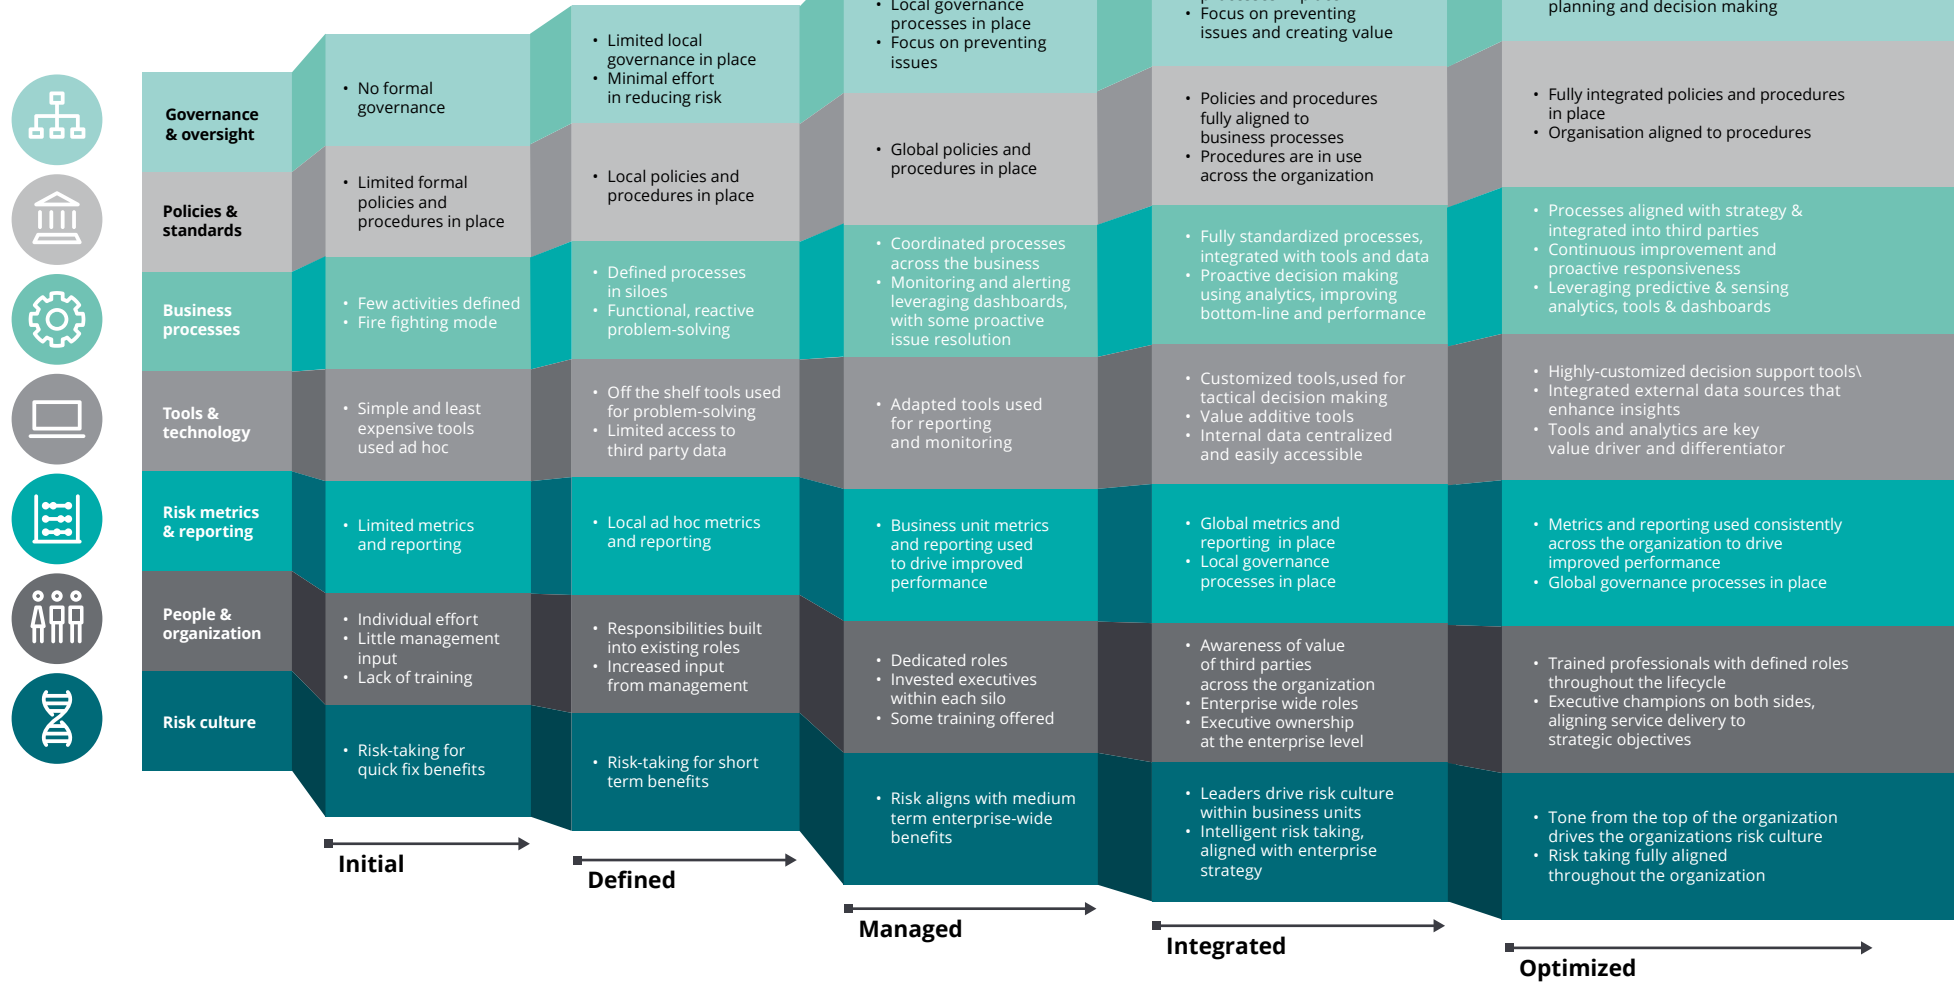 Governance
& oversight
• No formal
governance
• Limited local
governance in place
• Minimal effort
in reducing risk
• Local governance
processes in place
• Focus on preventing
issues
• Focus on preventing
issues and creating value
planning and decision making
Policies &
standards
• Limited formal
policies and
procedures in place
• Local policies and
procedures in place
• Global policies and
procedures in place
• Policies and procedures
fully aligned to
business processes
• Procedures are in use
across the organization
• Fully integrated policies and procedures
in place
• Organisation aligned to procedures
Business
processes
• Few activities defined
• Fire fighting mode
• Defined processes
in siloes
• Functional, reactive
problem-solving
• Coordinated processes
across the business
• Monitoring and alerting
leveraging dashboards,
with some proactive
issue resolution
• Fully standardized processes,
integrated with tools and data
• Proactive decision making
using analytics, improving
bottom-line and performance
• Processes aligned with strategy &
integrated into third parties
• Continuous improvement and
proactive responsiveness
• Leveraging predictive & sensing
analytics, tools & dashboards
Tools &
technology
• Simple and least
expensive tools
used ad hoc
• Off the shelf tools used
for problem-solving
• Limited access to
third party data
• Adapted tools used
for reporting
and monitoring
• Customized tools,used for
tactical decision making
• Value additive tools
• Internal data centralized
and easily accessible
• Highly-customized decision support tools\
• Integrated external data sources that
enhance insights
• Tools and analytics are key
value driver and differentiator
Risk metrics
& reporting
• Limited metrics
and reporting
• Local ad hoc metrics
and reporting
• Business unit metrics
and reporting used
to drive improved
performance
• Global metrics and
reporting in place
• Local governance
processes in place
• Metrics and reporting used consistently
across the organization to drive
improved performance
• Global governance processes in place
People &
organization
• Individual effort
• Little management
input
• Lack of training
• Responsibilities built
into existing roles
• Increased input
from management
• Dedicated roles
• Invested executives
within each silo
• Some training offered
• Awareness of value
of third parties
across the organization
• Enterprise wide roles
• Executive ownership
at the enterprise level
• Trained professionals with defined roles
throughout the lifecycle
• Executive champions on both sides,
aligning service delivery to
strategic objectives
Risk culture
• Risk-taking for
quick fix benefits
• Risk-taking for short
term benefits
• Risk aligns with medium
term enterprise-wide
benefits
• Leaders drive risk culture
within business units
• Intelligent risk taking,
aligned with enterprise
strategy
• Tone from the top of the organization
drives the organizations risk culture
• Risk taking fully aligned
throughout the organization
Initial
Defined
Managed
Integrated
Optimized